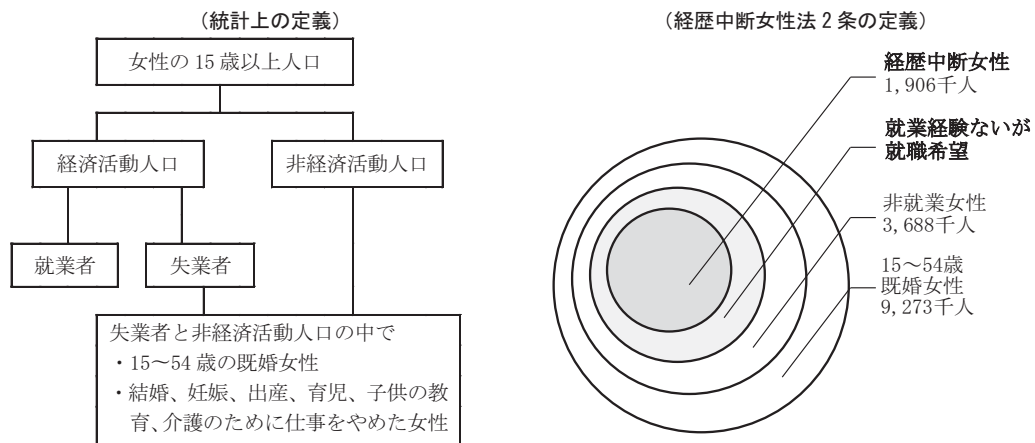 （統計上の定義）
女性の 15 歳以上人口
経済活動人口
非経済活動人口
就業者
失業者
失業者と非経済活動人口の中で
・15～54 歳の既婚女性
・結婚、妊娠、出産、育児、子供の教
育、介護のために仕事をやめた女性
（経歴中断女性法 2 条の定義）
経歴中断女性
1,906千人
就業経験ないが
就職希望
非就業女性
3,688千人
15～54歳
既婚女性
9,273千人